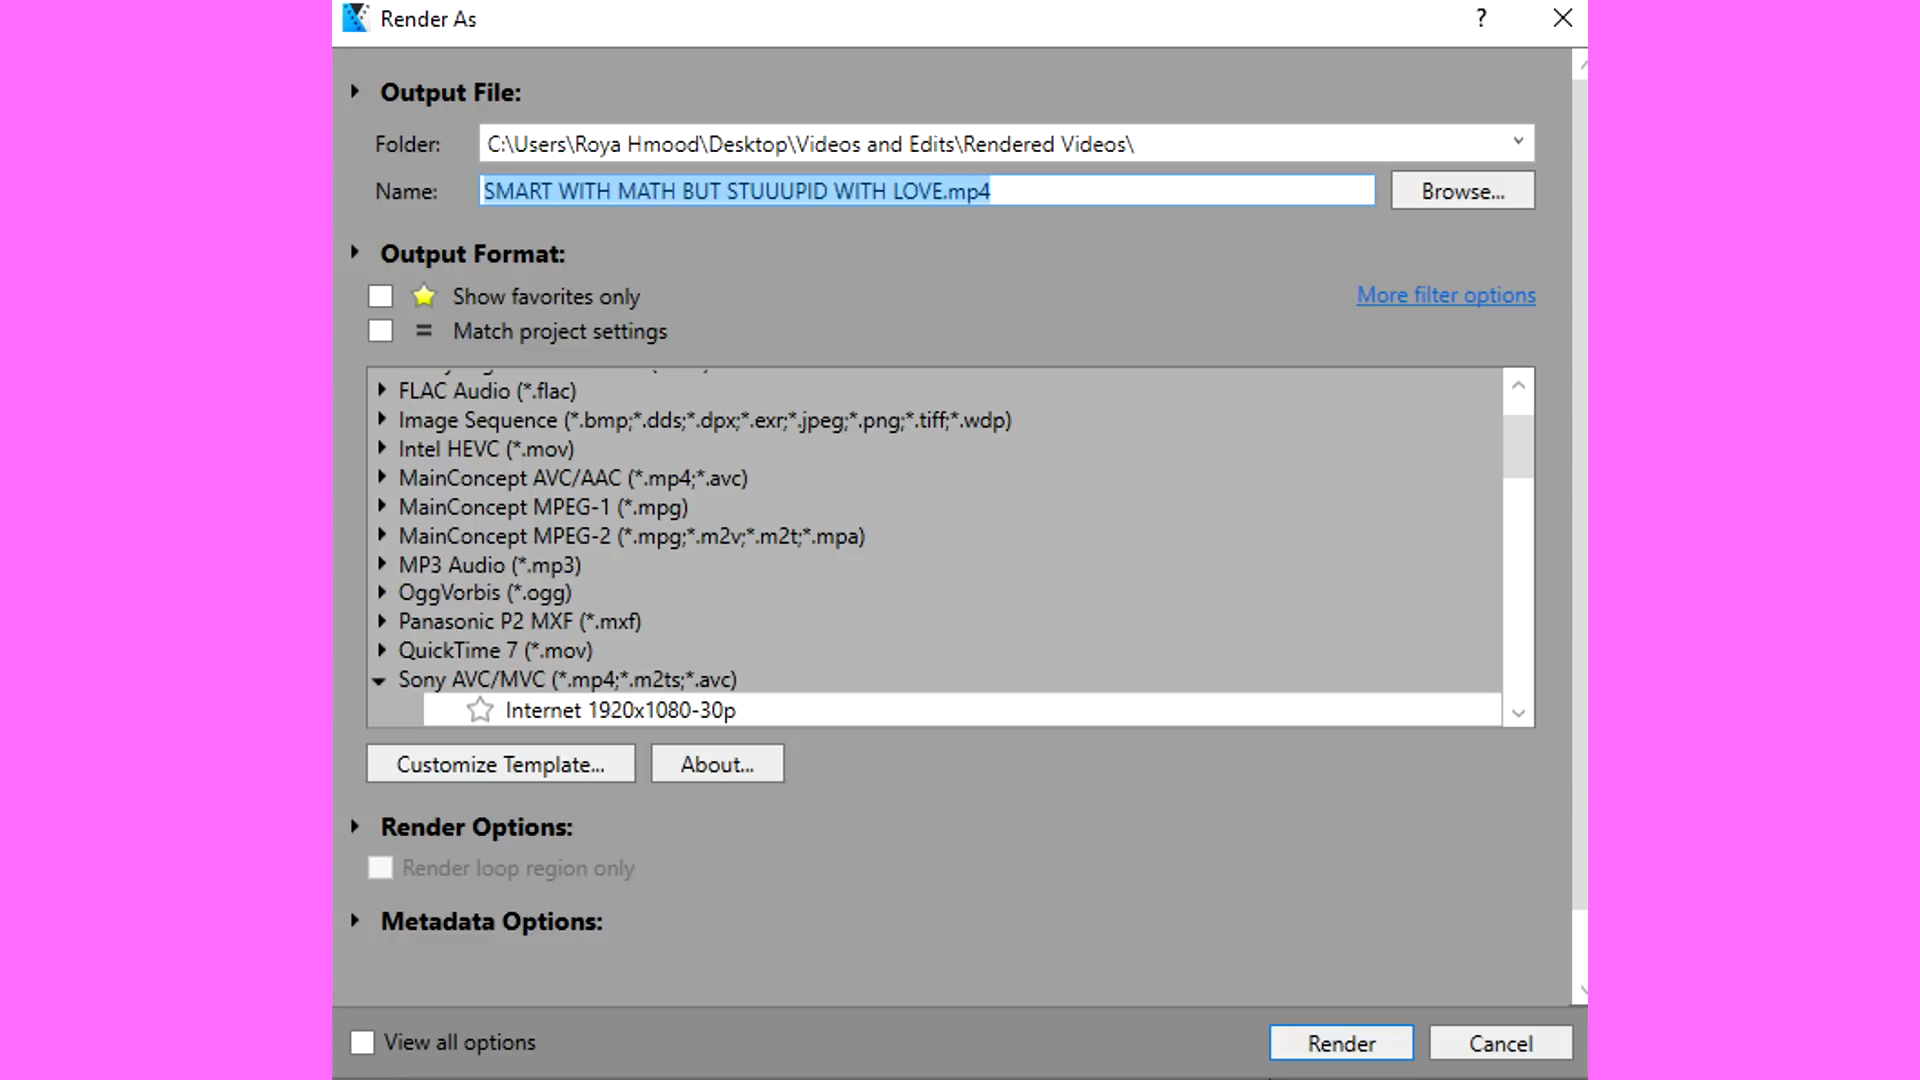 Render As
?
Output File:
Folder: C:\Users\Roya Hmood\Desktop\Videos and Edits\Rendered Videos\
Name: SMART WITH MATH BUT STUUUPID WITH LOVE.mp4 Browse...
Output Format:
Show favorites only More filter options
= Match project settings
FLAC Audio (*.flac)
Image Sequence (*.bmp;*.dds;*.dpx;*.exr;*.jpeg;*.png;*.tiff;*.wdp)
Intel HEVC (*.mov)
MainConcept AVC/AAC (*.mp4;*.avc)
MainConcept MPEG-1 (*.mpg)
MainConcept MPEG-2 (*.mpg;*.m2v;*.m2t;*.mpa)
MP3 Audio (*.mp3)
OggVorbis (*.ogg)
Panasonic P2 MXF (*.mxf)
QuickTime 7 (*.mov)
Sony AVC/MVC (*.mp4;*.m2ts;*.avc)
Internet 1920x1080-30p
Customize Template... About...
Render Options:
Render loop region only
Metadata Options:
View all options Render Cancel